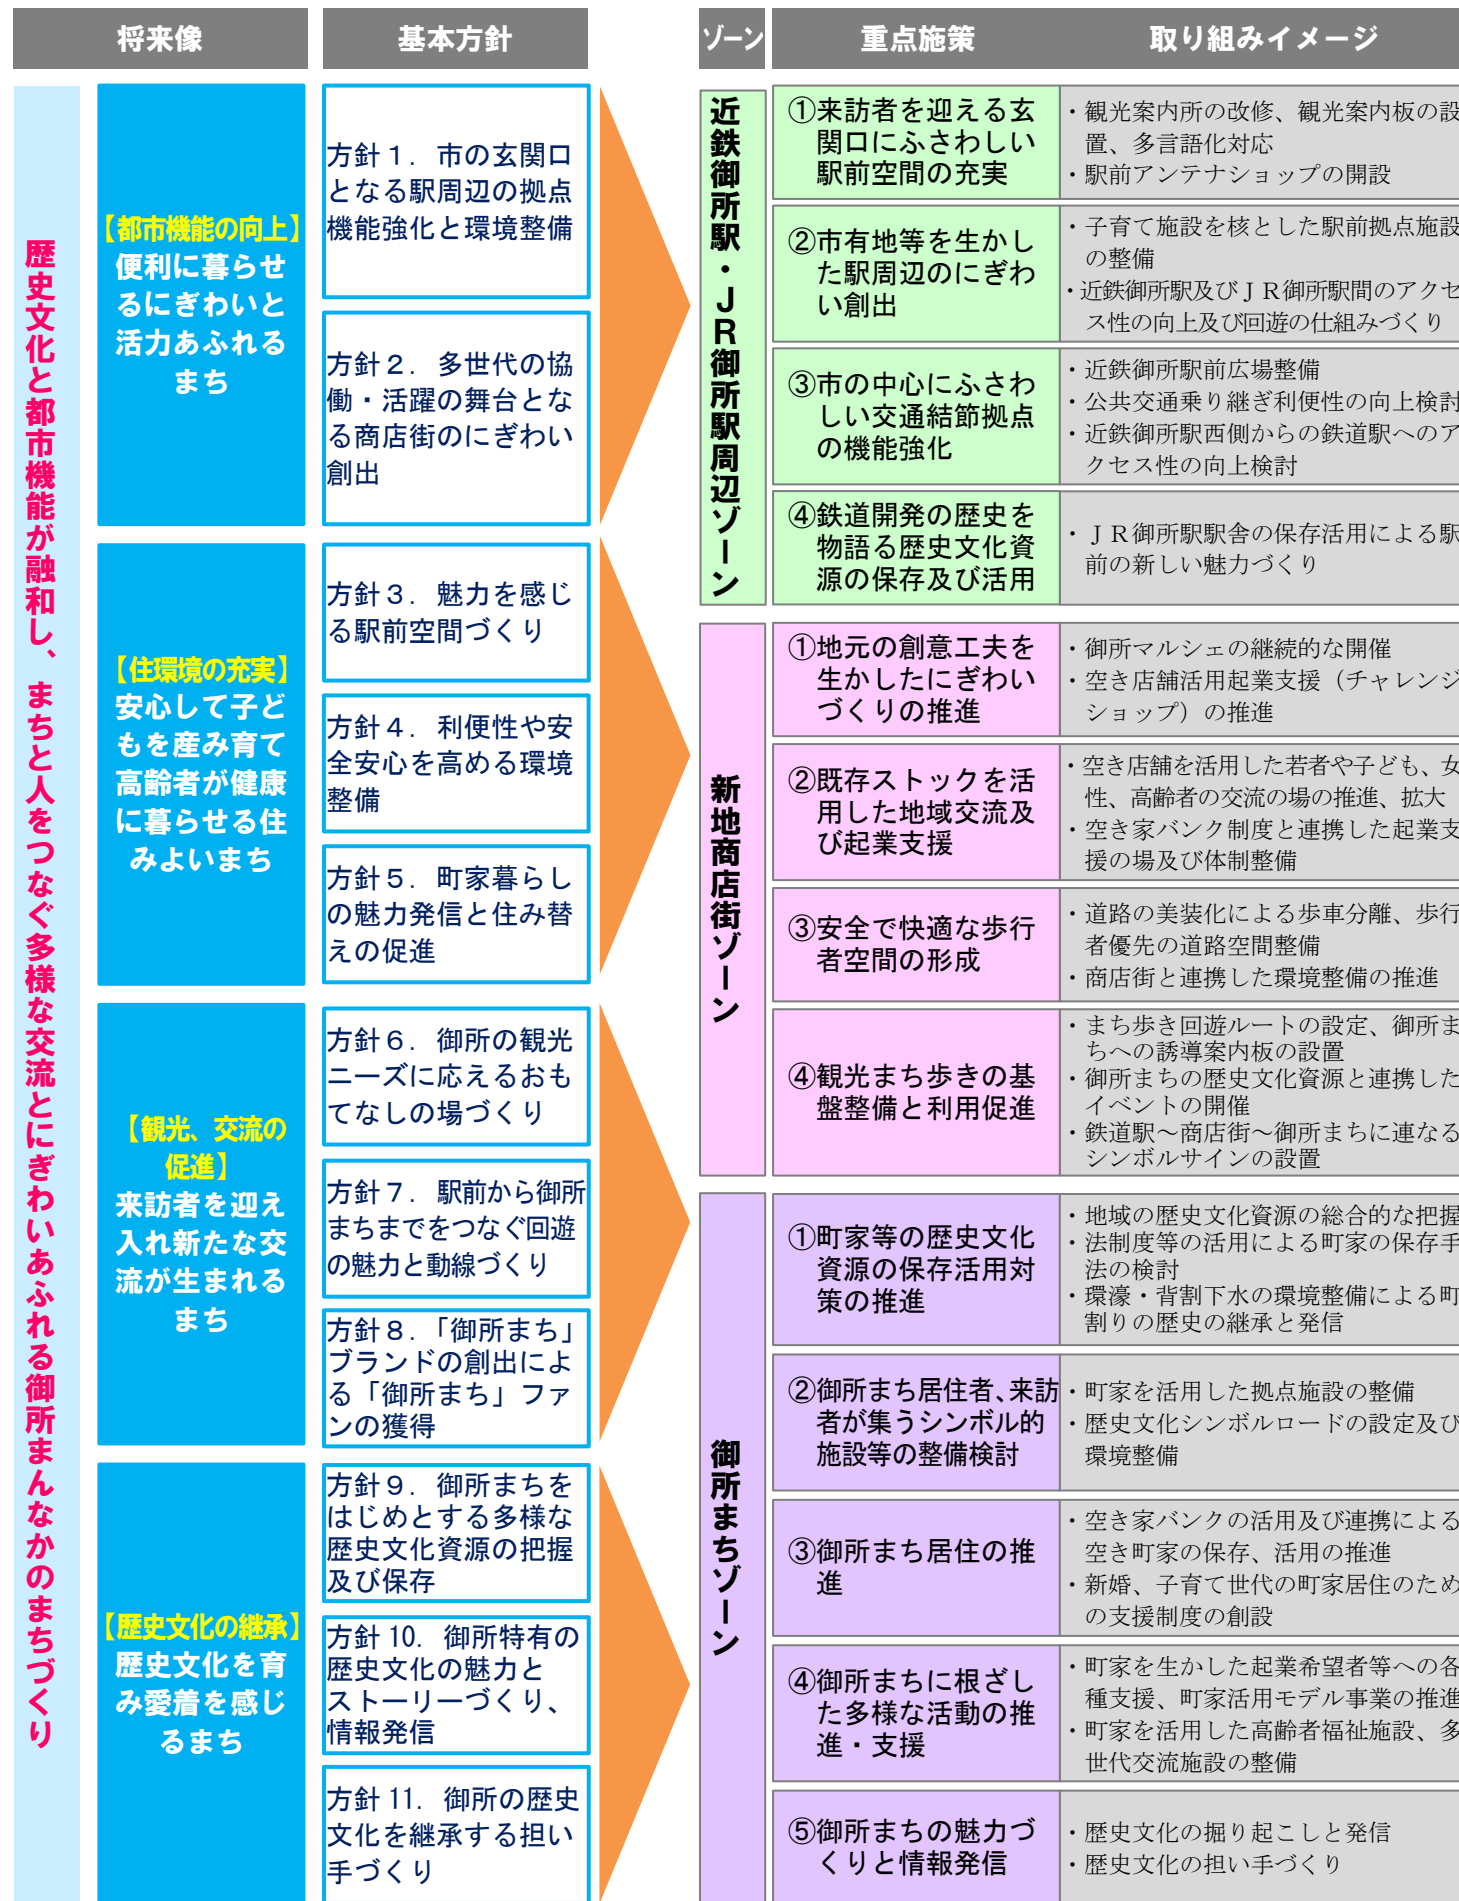 将来像
基本方針
ゾーン
重点施策
取り組みイメージ
歴史文化と都市機能が融和し、まちと人をつなぐ多様な交流とにぎわいあふれる御所まんなかのまちづくり
【都市機能の向上】
便利に暮らせ
るにぎわいと
活力あふれる
まち
方針１．市の玄関口
となる駅周辺の拠点
機能強化と環境整備
方針２．多世代の協
働・活躍の舞台とな
る商店街のにぎわい
創出
【住環境の充実】
安心して子ど
もを産み育て
高齢者が健康
に暮らせる住
みよいまち
方針３．魅力を感じ
る駅前空間づくり
方針４．利便性や安
全安心を高める環境
整備
方針５．町家暮らし
の魅力発信と住み替
えの促進
【観光、交流の
促進】
来訪者を迎え
入れ新たな交
流が生まれる
まち
方針６．御所の観光
ニーズに応えるおも
てなしの場づくり
方針７．駅前から御所
まちまでをつなぐ回遊
の魅力と動線づくり
方針８．「御所まち」
ブランドの創出によ
る「御所まち」ファ
ンの獲得
【歴史文化の継承】
歴史文化を育
み愛着を感じ
るまち
方針９．御所まちを
はじめとする多様な
歴史文化資源の把握
及び保存
方針10．御所特有の
歴史文化の魅力と
ストーリーづくり、
情報発信
方針11．御所の歴史
文化を継承する担い
手づくり
近鉄御所駅・ＪＲ御所駅周辺ゾーン
①来訪者を迎える玄
関口にふさわしい
駅前空間の充実
・観光案内所の改修、観光案内板の設
置、多言語化対応
・駅前アンテナショップの開設
②市有地等を生かし
た駅周辺のにぎわ
い創出
・子育て施設を核とした駅前拠点施設
の整備
・近鉄御所駅及びＪＲ御所駅間のアクセ
ス性の向上及び回遊の仕組みづくり
③市の中心にふさわ
しい交通結節拠点
の機能強化
・近鉄御所駅前広場整備
・公共交通乗り継ぎ利便性の向上検討
・近鉄御所駅西側からの鉄道駅へのア
クセス性の向上検討
④鉄道開発の歴史を
物語る歴史文化資
源の保存及び活用
・ＪＲ御所駅駅舎の保存活用による駅
前の新しい魅力づくり
新地商店街ゾーン
①地元の創意工夫を
生かしたにぎわい
づくりの推進
・御所マルシェの継続的な開催
・空き店舗活用起業支援（チャレンジ
ショップ）の推進
②既存ストックを活
用した地域交流及
び起業支援
・空き店舗を活用した若者や子ども、女
性、高齢者の交流の場の推進、拡大
・空き家バンク制度と連携した起業支
援の場及び体制整備
③安全で快適な歩行
者空間の形成
・道路の美装化による歩車分離、歩行
者優先の道路空間整備
・商店街と連携した環境整備の推進
④観光まち歩きの基
盤整備と利用促進
・まち歩き回遊ルートの設定、御所ま
ちへの誘導案内板の設置
・御所まちの歴史文化資源と連携した
イベントの開催
・鉄道駅～商店街～御所まちに連なる
シンボルサインの設置
御所まちゾーン
①町家等の歴史文化
資源の保存活用対
策の推進
・地域の歴史文化資源の総合的な把握
・法制度等の活用による町家の保存手
法の検討
・環濠・背割下水の環境整備による町
割りの歴史の継承と発信
②御所まち居住者、来訪
者が集うシンボル的
施設等の整備検討
・町家を活用した拠点施設の整備
・歴史文化シンボルロードの設定及び
環境整備
③御所まち居住の推
進
・空き家バンクの活用及び連携による
空き町家の保存、活用の推進
・新婚、子育て世代の町家居住のため
の支援制度の創設
④御所まちに根ざし
た多様な活動の推
進・支援
・町家を生かした起業希望者等への各
種支援、町家活用モデル事業の推進
・町家を活用した高齢者福祉施設、多
世代交流施設の整備
⑤御所まちの魅力づ
くりと情報発信
・歴史文化の掘り起こしと発信
・歴史文化の担い手づくり